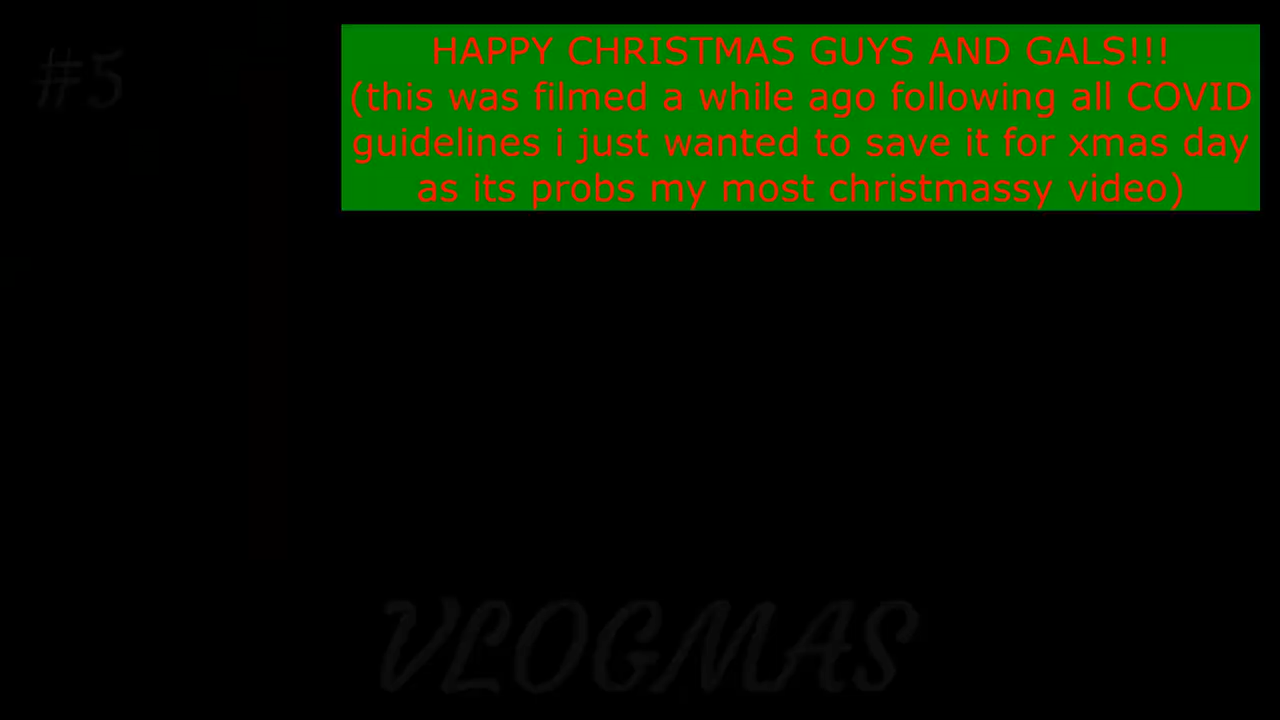 #5
HAPPY CHRISTMAS GUYS AND GALS!!!
(this was filmed a while ago following all COVID
guidelines i just wanted to save it for xmas day
as its probs my most christmassy video)
VLOGMAS